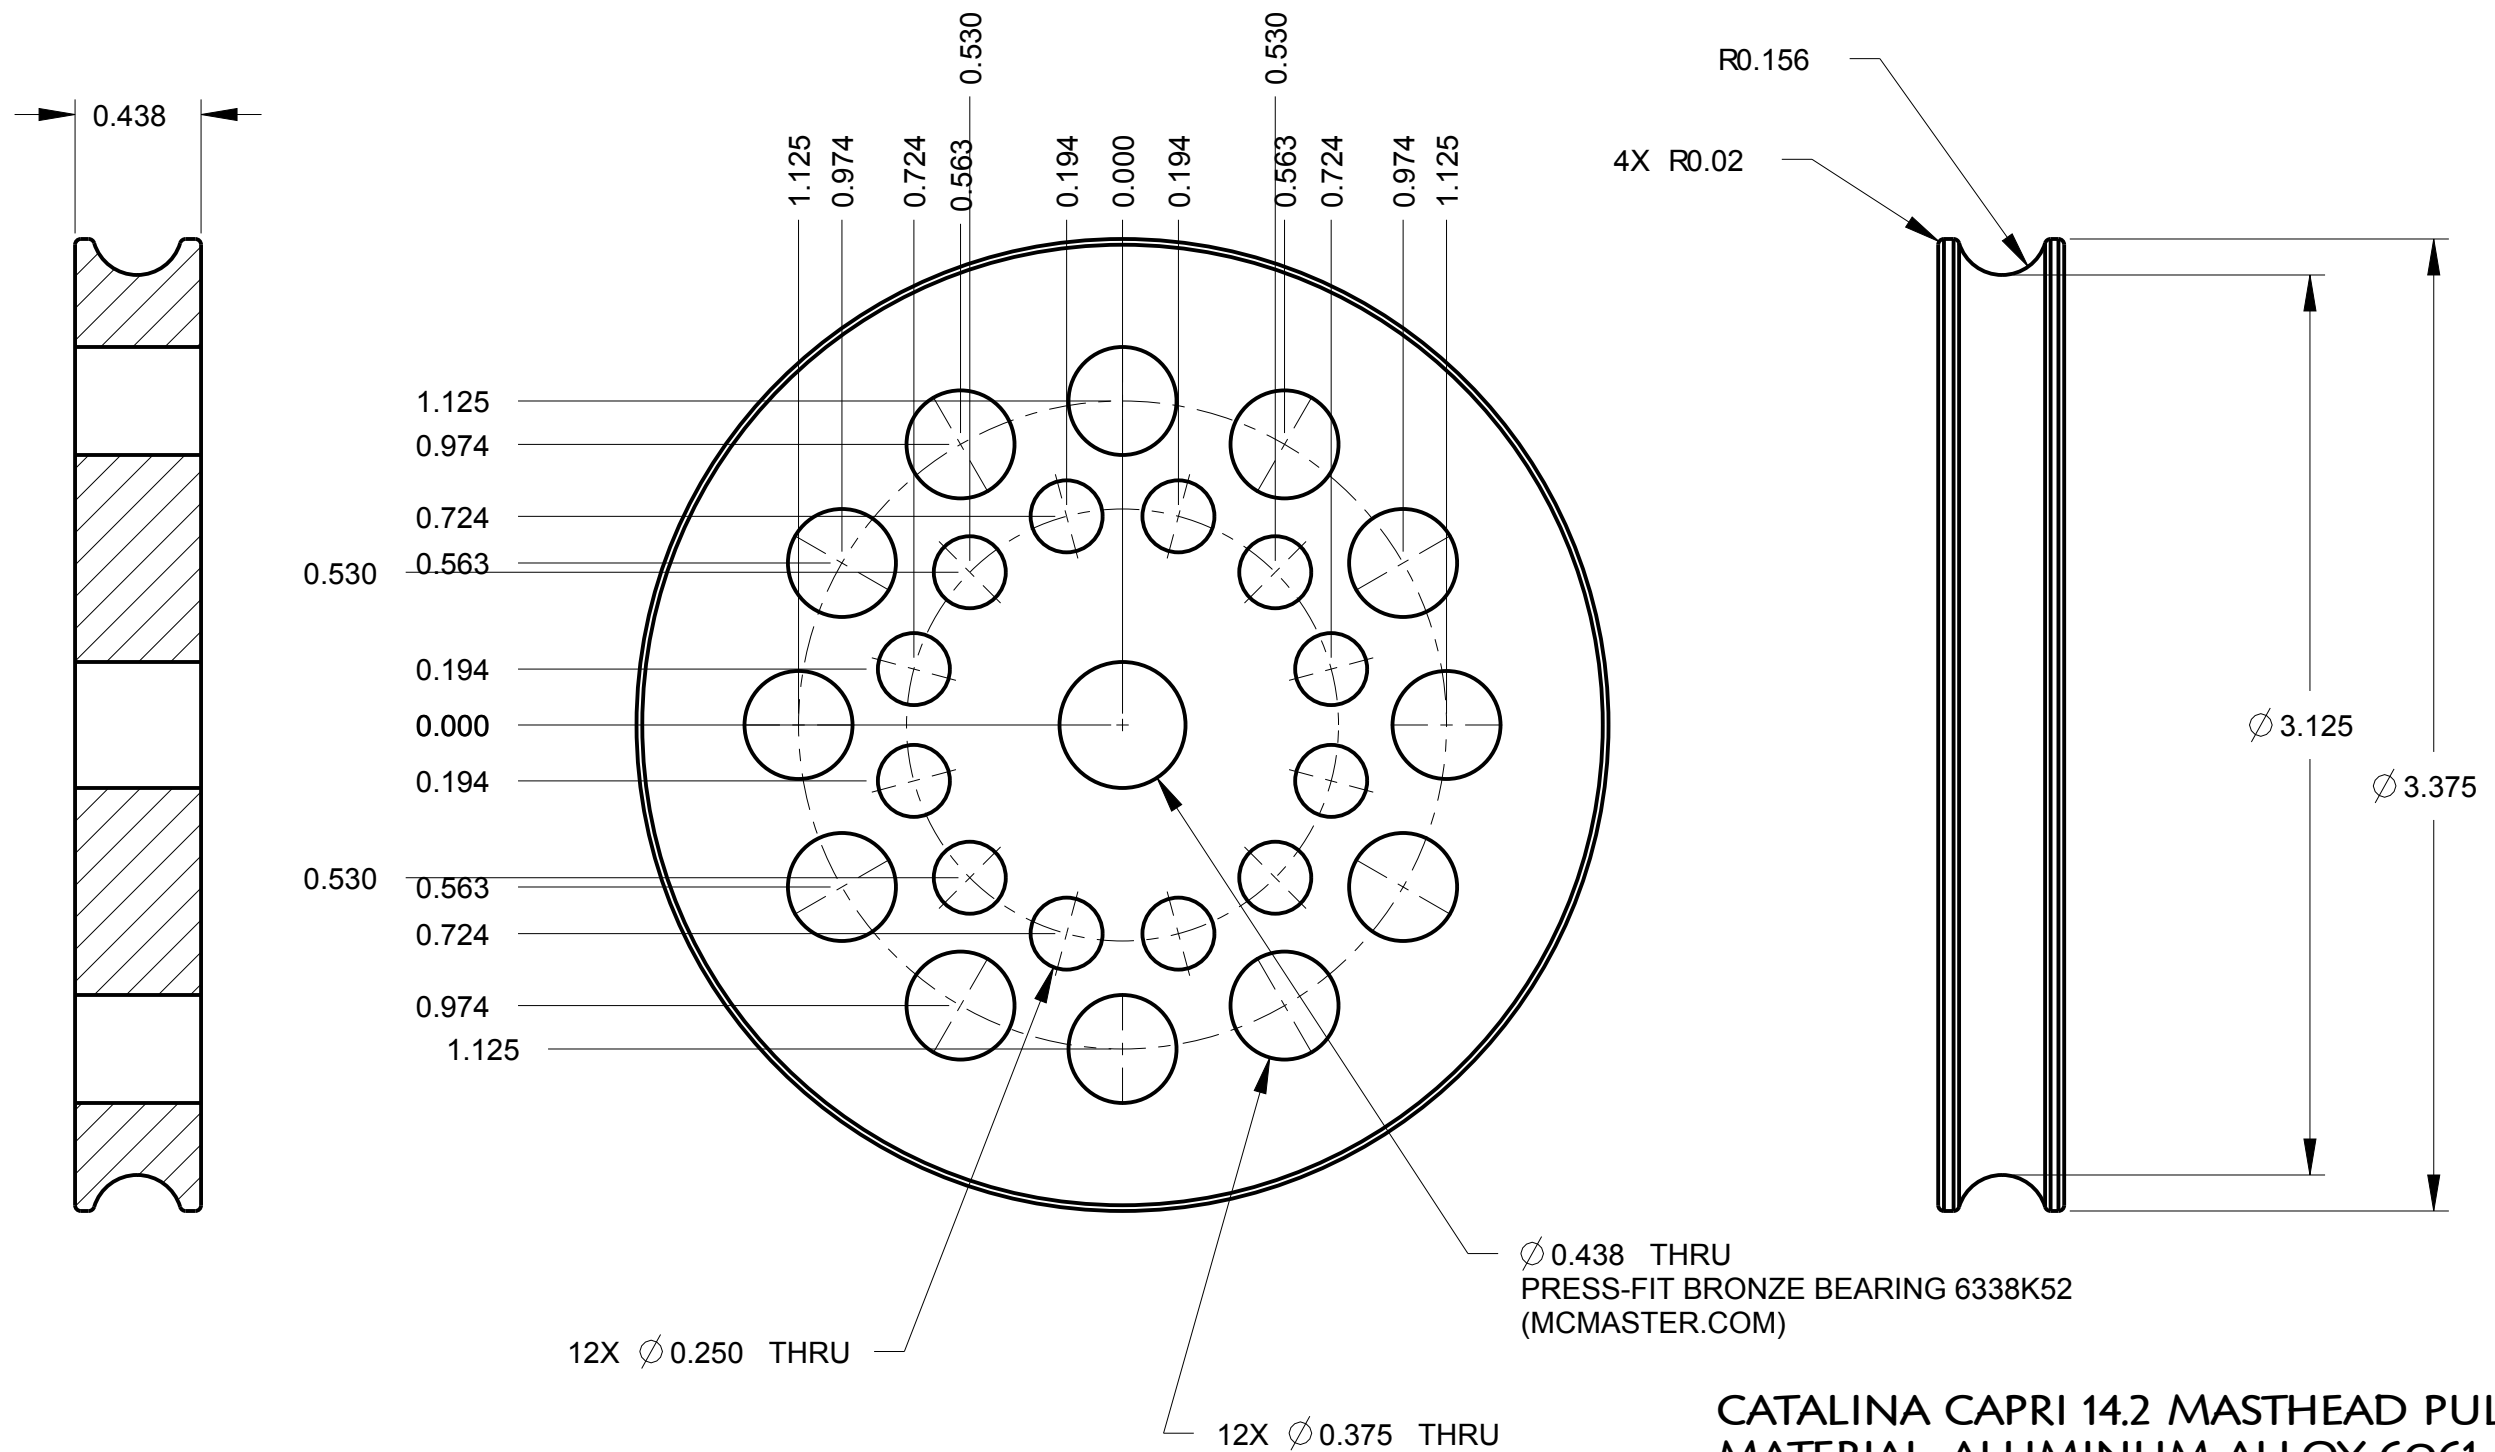 0.530
0.530
R0.156
0.438
4X R0.02
1.125
0.974
0.724
0.563
0.194
0.000
0.194
0.563
0.724
0.974
1.125
1.125
0.974
0.724
0.563
0.530
0.194
0.000
0.194
0.530
0.563
0.724
0.974
1.125
Ø 3.125
Ø 3.375
Ø 0.438 THRU
PRESS-FIT BRONZE BEARING 6338K52
(MCMASTER.COM)
12X Ø 0.250 THRU
12X Ø 0.375 THRU
CATALINA CAPRI 14.2 MASTHEAD
MATERIAL ALUMINUM ALLOY 6061